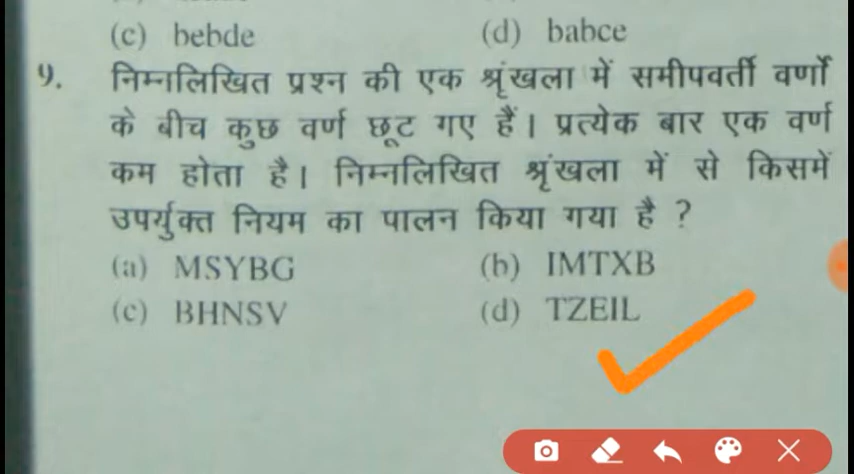 (c) bebde (d) babce
9. निम्नलिखित प्रश्न की एक श्रृंखला में समीपवर्ती वर्णों
के बीच कुछ वर्ण छूट गए हैं। प्रत्येक बार एक वर्ण
कम होता है। निम्नलिखित श्रृंखला में से किसमें
उपर्युक्त नियम का पालन किया गया है ?
(a) MSYBG (b) IMTXB
(c) BHNSV (d) TZEIL